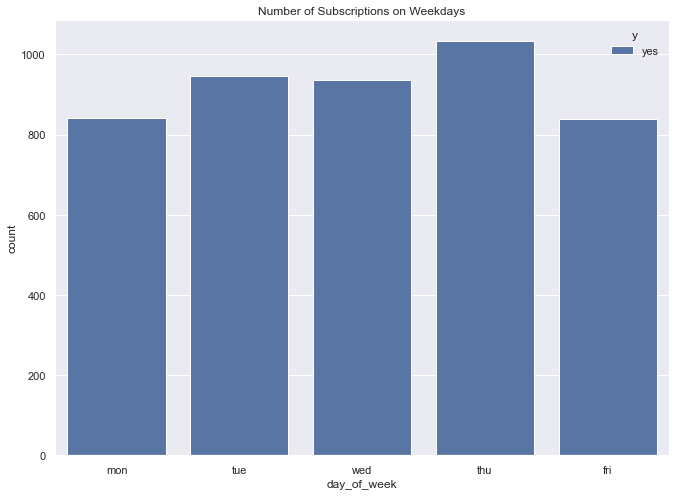 Number of Subscriptions on Weekdays
y
yes
1000
800
600
400
200
0
count
mon tue wed thu fri
day_of_week